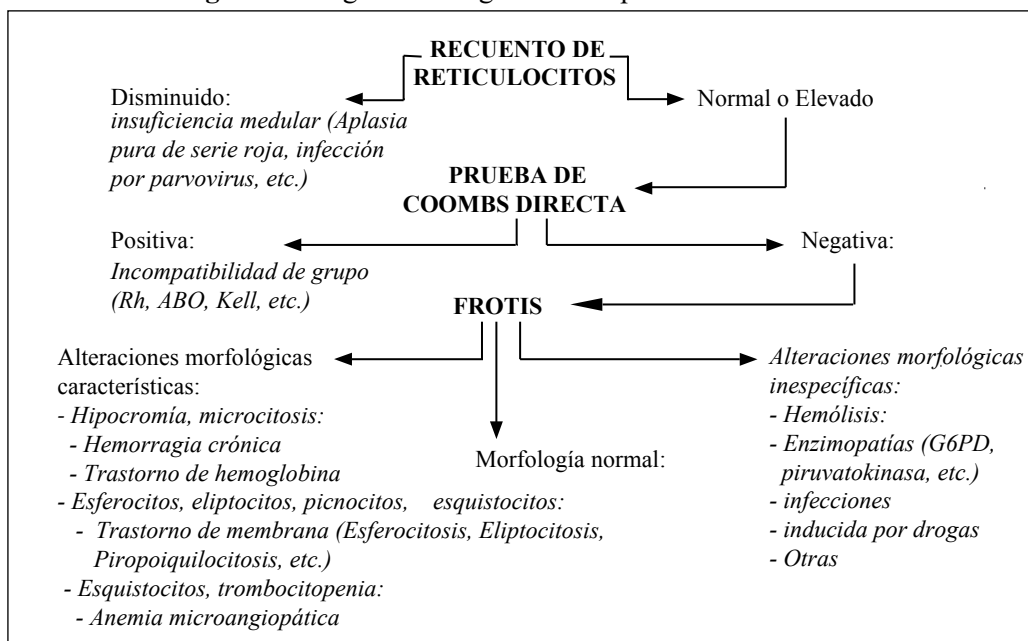 RECUENTO DE
RETICULOCITOS
Disminuido:
insuficiencia medular (Aplasia
pura de serie roja, infección
por parvovirus, etc.)
Normal o Elevado
PRUEBA DE
COOMBS DIRECTA
Positiva:
Incompatibilidad de grupo
(Rh, ABO, Kell, etc.)
Negativa:
FROTIS
Alteraciones morfológicas
características:
- Hipocromía, microcitosis:
- Hemorragia crónica
- Trastorno de hemoglobina
- Esferocitos, eliptocitos, picnocitos, esquistocitos:
- Trastorno de membrana (Esferocitosis, Eliptocitosis,
Piropoiquilocitosis, etc.)
- Esquistocitos, trombocitopenia:
- Anemia microangiopática
Morfología normal:
Alteraciones morfológicas
inespecíficas:
- Hemólisis:
- Enzimopatías (G6PD,
piruvatokinasa, etc.)
- infecciones
- inducida por drogas
- Otras